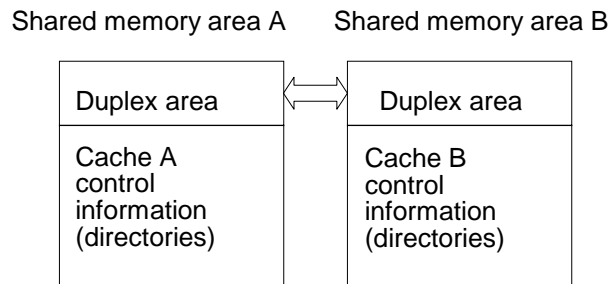 Shared memory area A
Shared memory area B
Duplex area
Duplex area
Cache A
control
information
(directories)
Cache B
control
information
(directories)